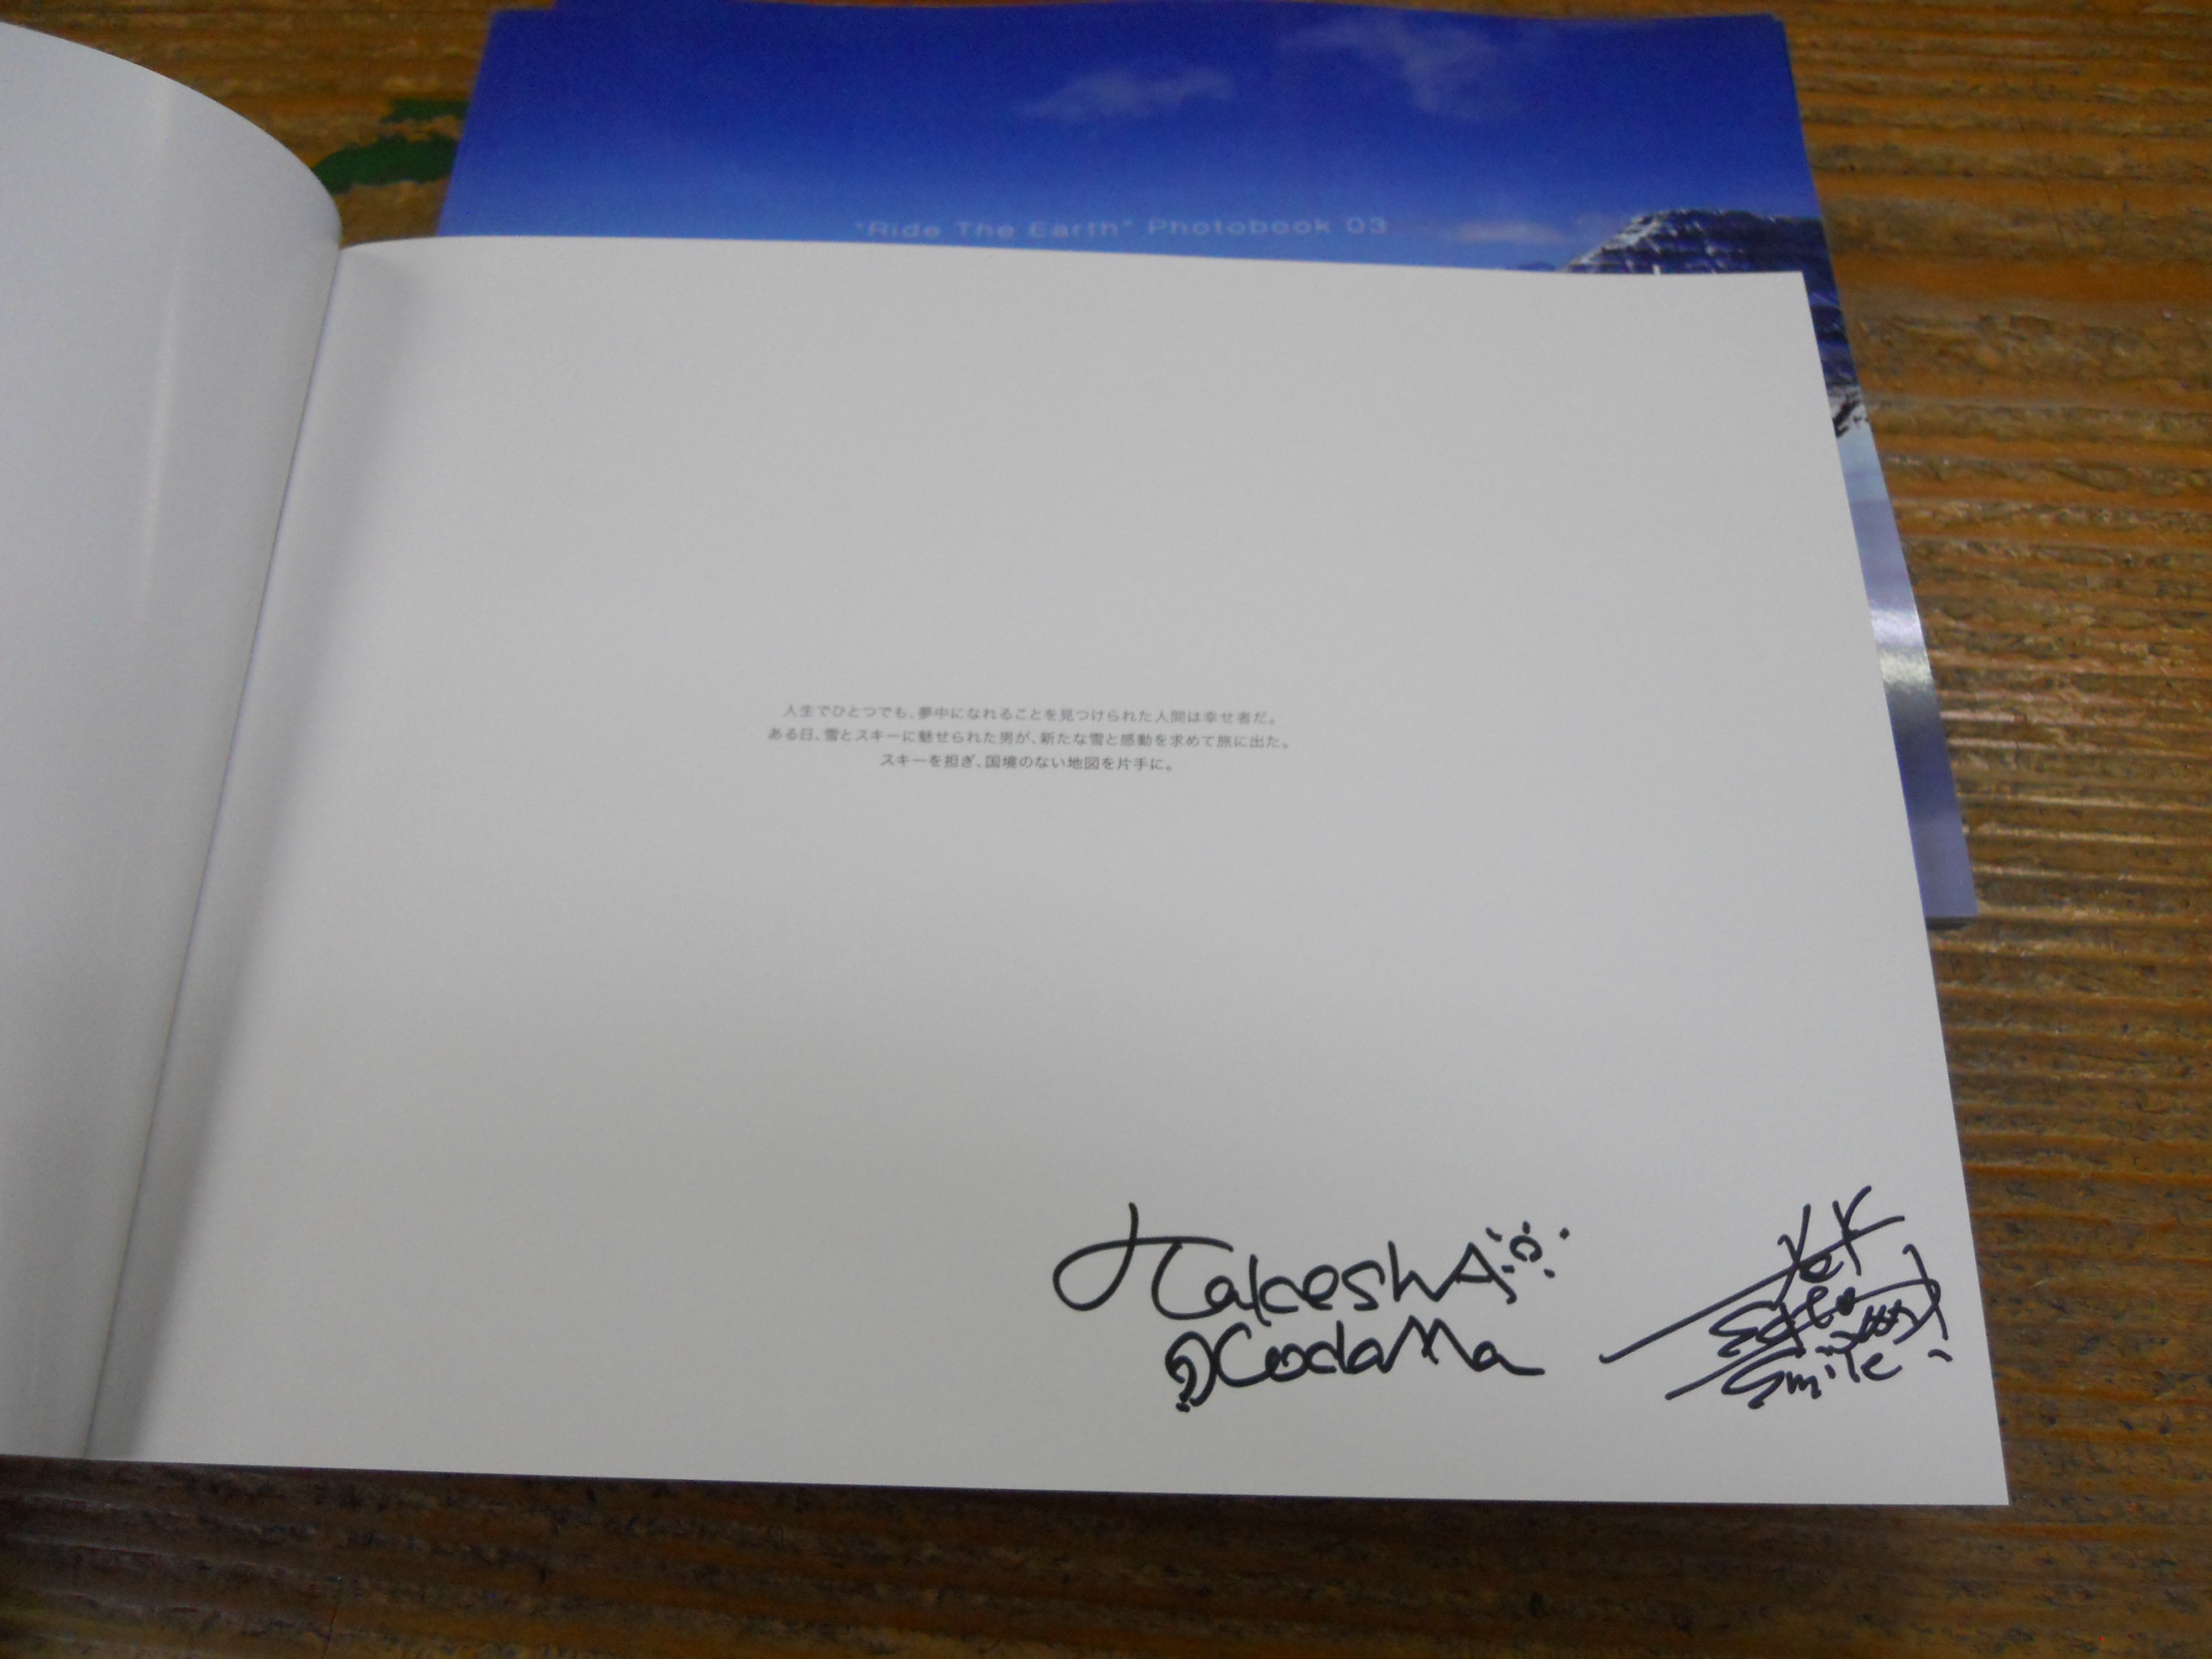 "Ride The Earth" Photobook 03
人生でひとつでも、夢中になれることを見つけられた人間は幸せ者だ。
ある日、雪とスキーに魅せられた男が、新たな雪と感動を求めて旅に出た。
スキーを担ぎ、国境のない地図を片手に。
Takeshi
Codama
Smile